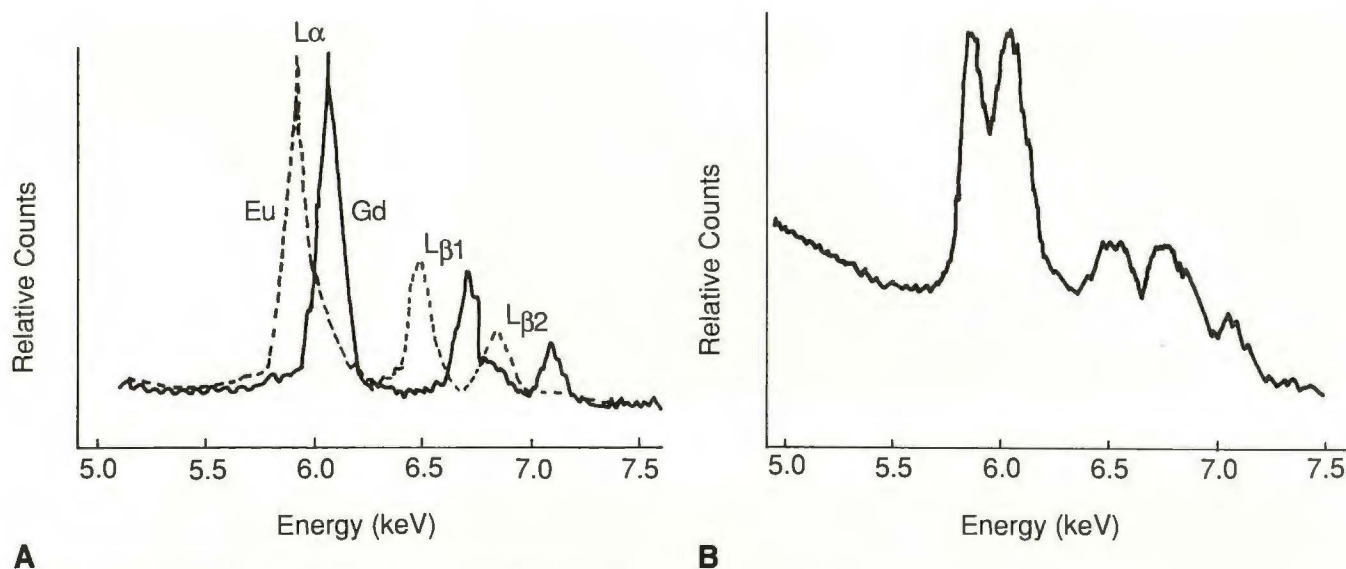 Lα
Eu
Gd
Lβ1
Lβ2
Relative Counts
5.0 5.5 6.0 6.5 7.0 7.5
Energy (keV)
A
Relative Counts
5.0 5.5 6.0 6.5 7.0 7.5
Energy (keV)
B